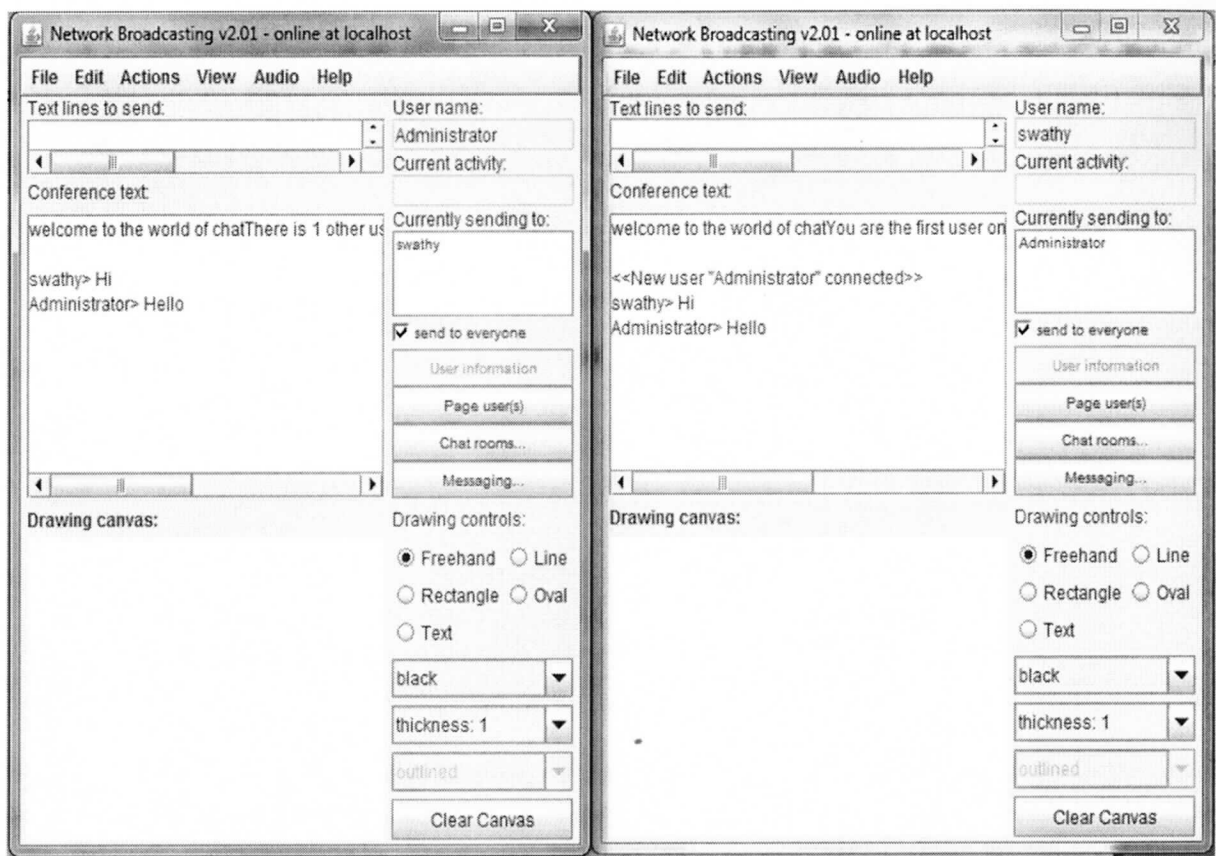 Network Broadcasting v2.01 - online at localhost
File Edit Actions View Audio Help
Text lines to send:
User name:
Administrator
Current activity:
Conference text:
welcome to the world of chatThere is 1 other us
swathy> Hi
Administrator> Hello
Currently sending to:
swathy
send to everyone
User information
Page user(s)
Chat rooms...
Messaging...
Drawing canvas:
Drawing controls:
Freehand Line
Rectangle Oval
Text
black
thickness: 1
outlined
Clear Canvas
Network Broadcasting v2.01 - online at localhost
File Edit Actions View Audio Help
Text lines to send:
User name:
swathy
Current activity:
Conference text:
welcome to the world of chatYou are the first user on
<<New user "Administrator" connected>>
swathy> Hi
Administrator> Hello
Currently sending to:
Administrator
send to everyone
User information
Page user(s)
Chat rooms...
Messaging...
Drawing canvas:
Drawing controls:
Freehand Line
Rectangle Oval
Text
black
thickness: 1
outlined
Clear Canvas